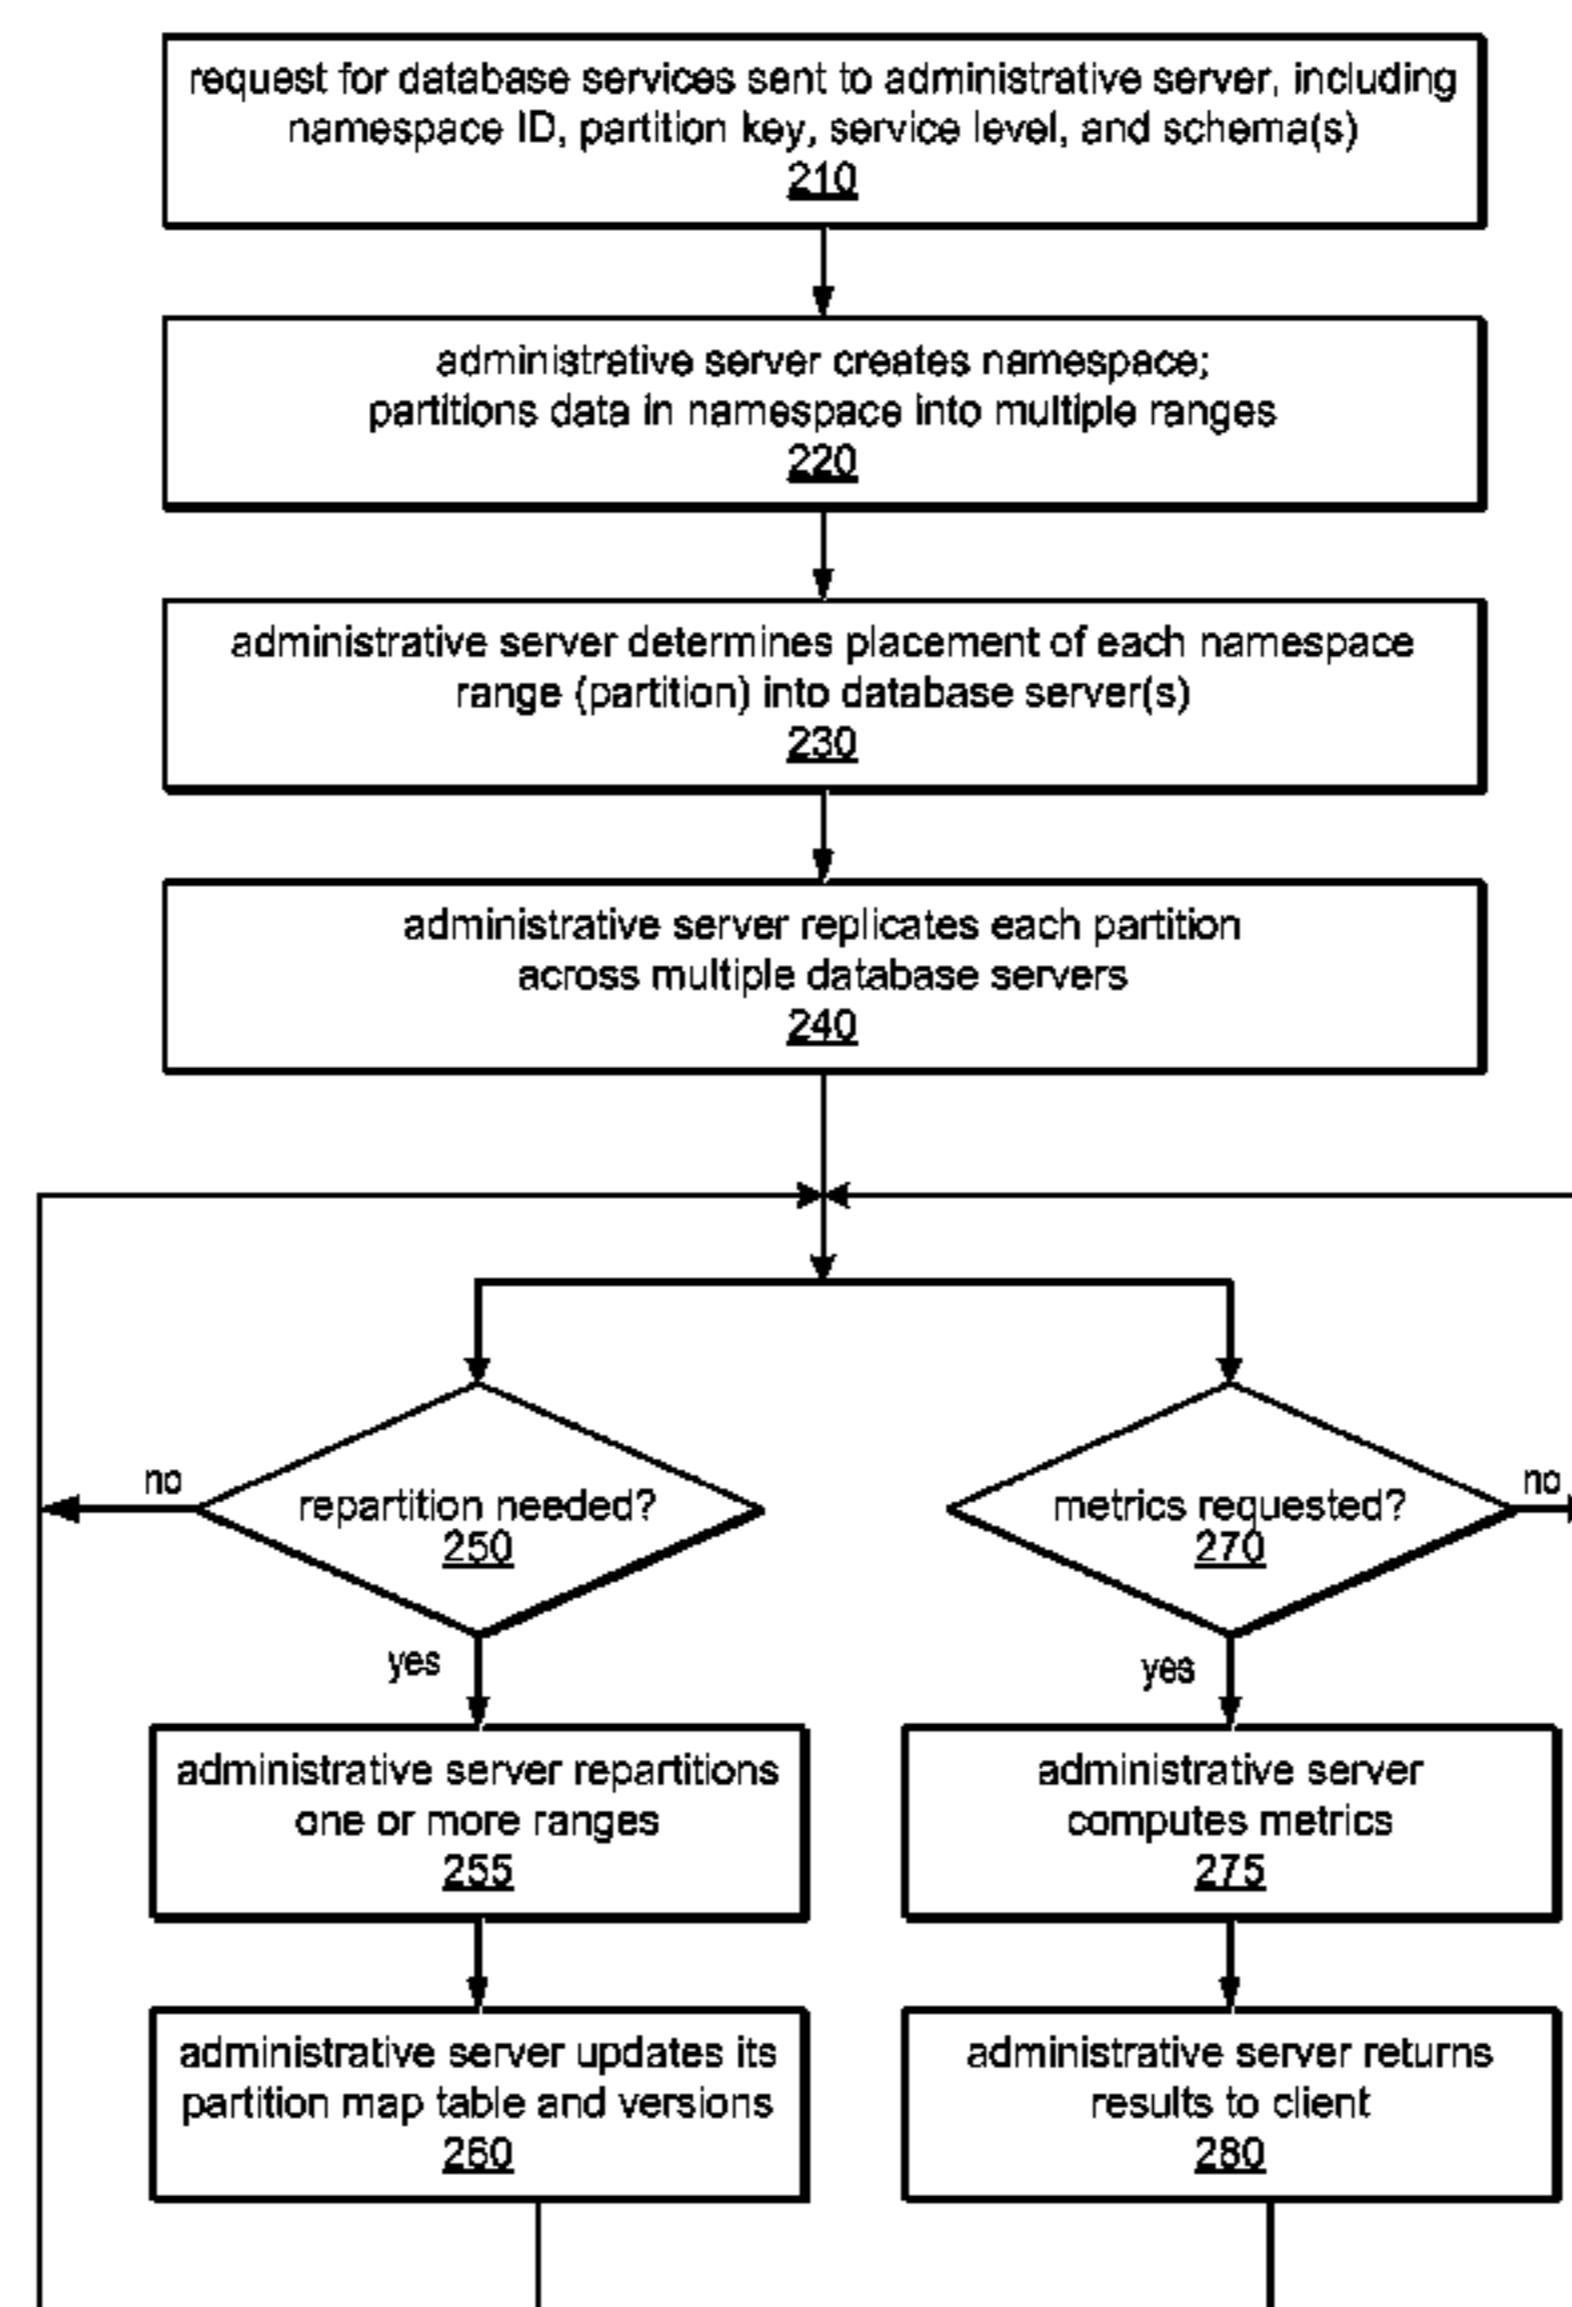 request for database services sent to administrative server, including
namespace ID, partition key, service level, and schema(s)
210
administrative server creates namespace;
partitions data in namespace into multiple ranges
220
administrative server determines placement of each namespace
range (partition) into database server(s)
230
administrative server replicates each partition
across multiple database servers
240
no
repartition needed?
250
yes
administrative server repartitions
one or more ranges
255
administrative server updates its
partition map table and versions
260
metrics requested?
270
no
yes
administrative server
computes metrics
275
administrative server returns
results to client
280